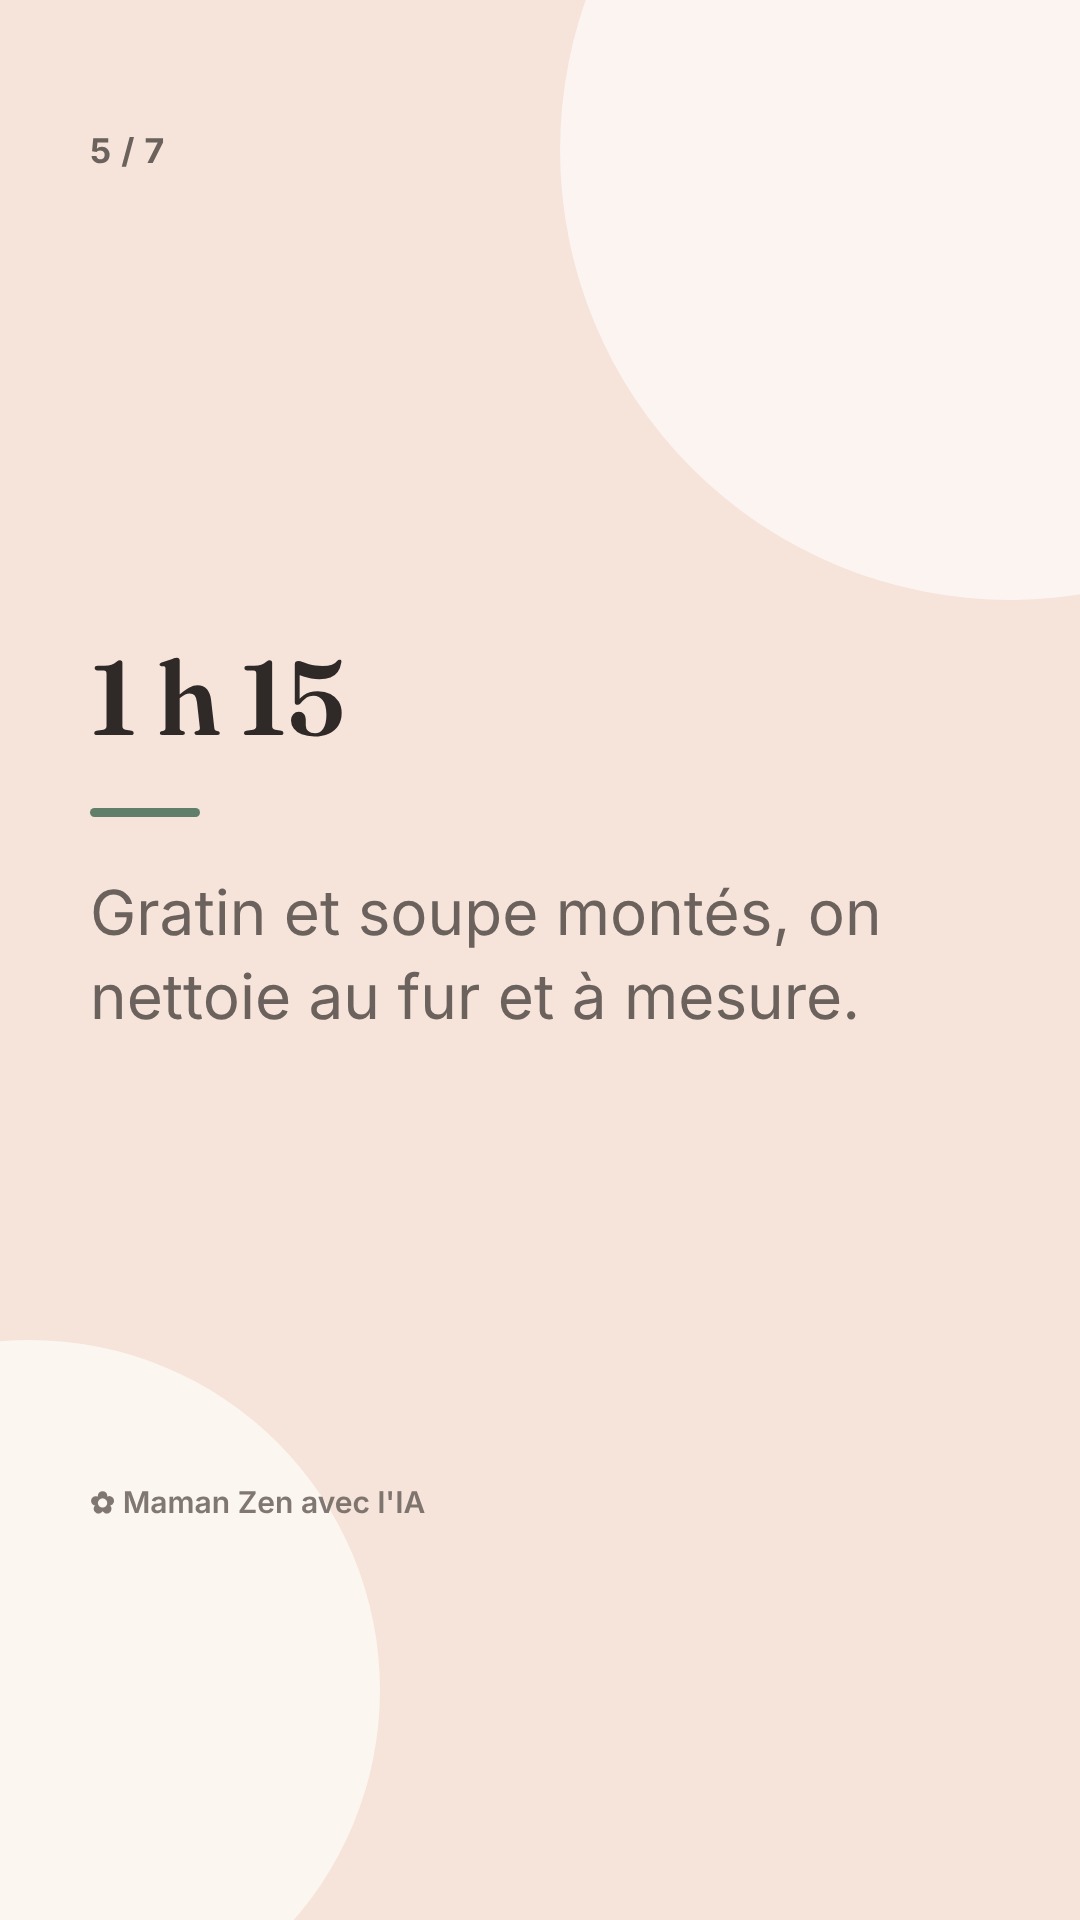 5 / 7
1 h 15
Gratin et soupe montés, on
nettoie au fur et à mesure.
✿ Maman Zen avec l'IA